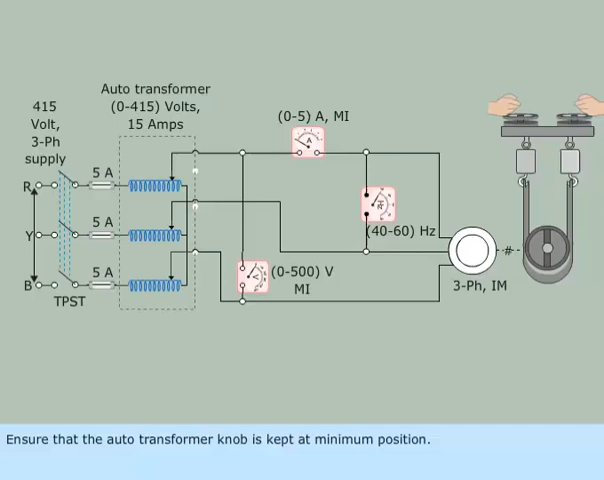 Auto transformer
(0-415) Volts,
15 Amps
415
Volt,
3-Ph
supply
(0-5) A, MI
A
5 A
R
5 A
Y
(40-60) Hz
5 A
B
TPST
V
(0-500) V
MI
3-Ph, IM
#
Ensure that the auto transformer knob is kept at minimum position.